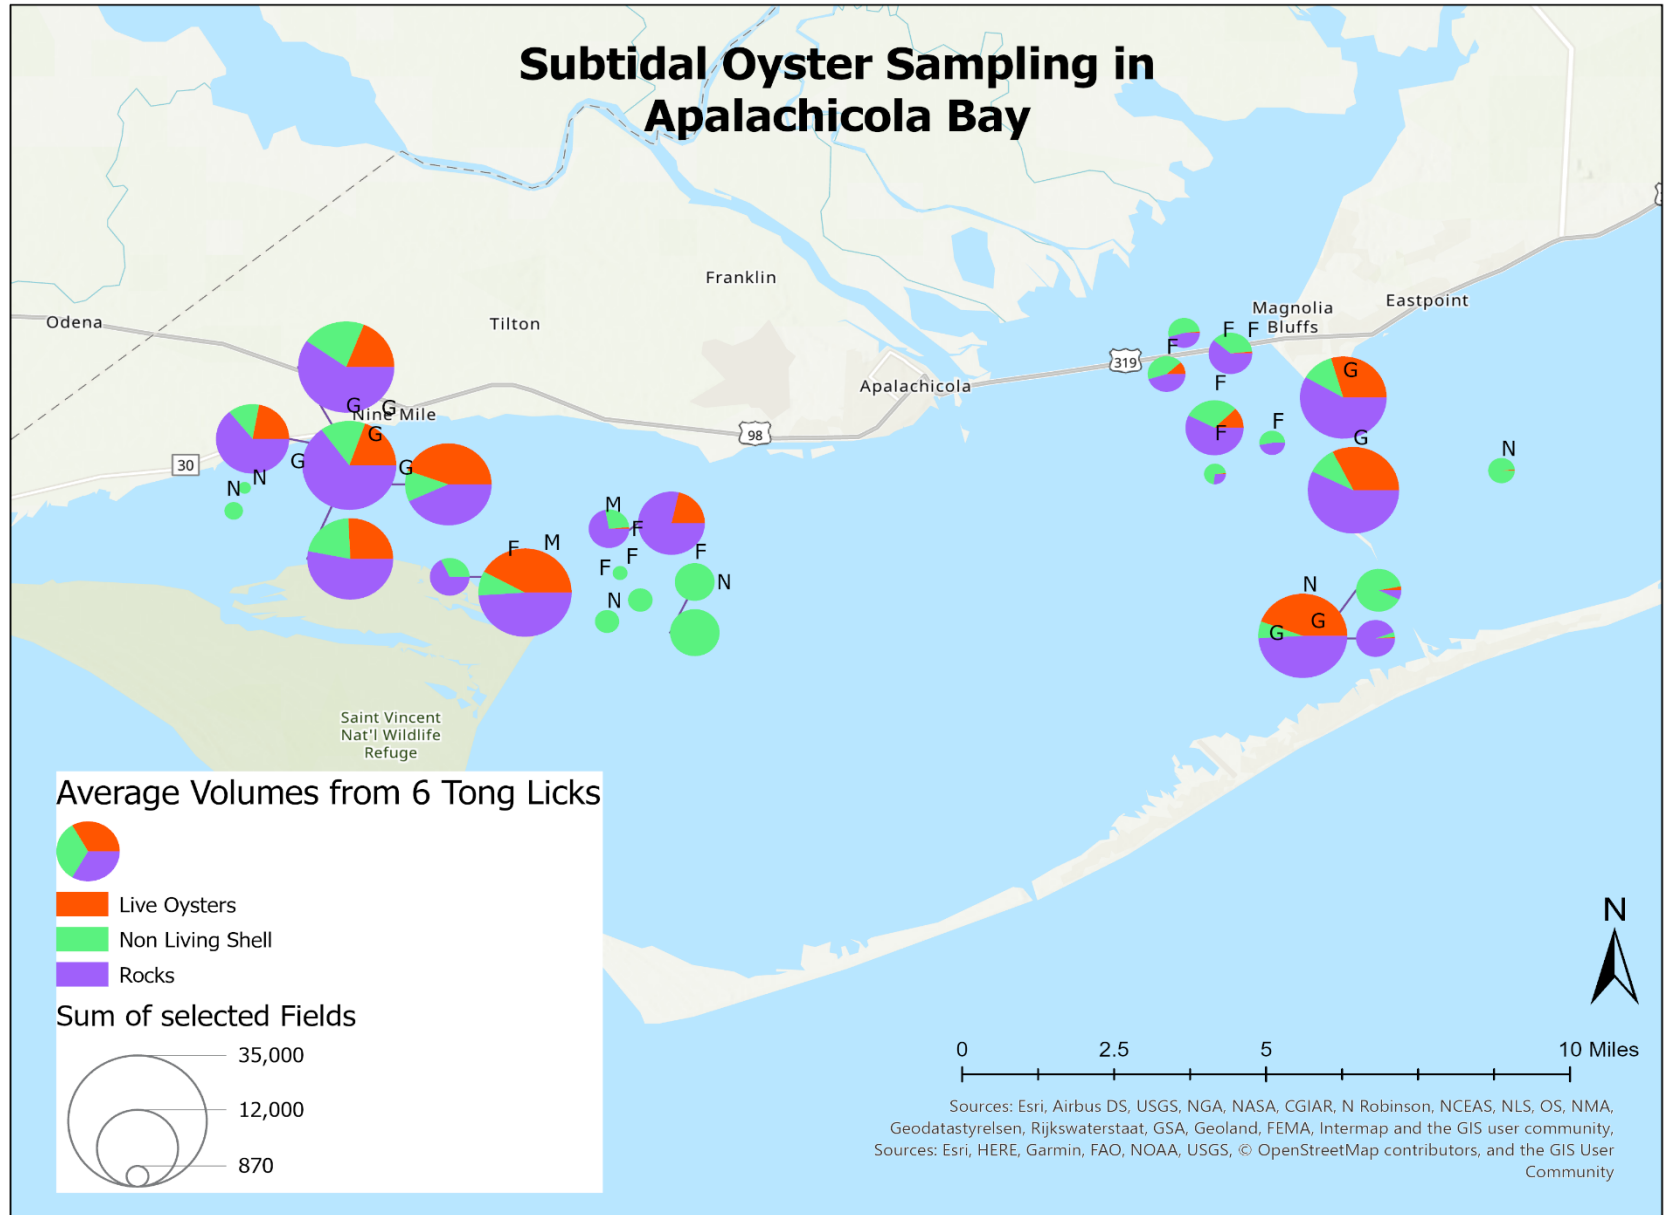 Subtidal Oyster Sampling in
Apalachicola Bay
Franklin
Magnolia
Bluffs
Eastpoint
Odena
Tilton
F
F
F
319
Apalachicola
F
G
G
G
Nine Mile
G
98
F
F
G
30
G
G
N
N
N
M
F
F
M
F
F
F
N
N
N
G
G
Saint Vincent
Nat'l Wildlife
Refuge
Average Volumes from 6 Tong Licks
Live Oysters
Non Living Shell
Rocks
Sum of selected Fields
35,000
12,000
870
N
0 2.5 5 10 Miles
Sources: Esri, Airbus DS, USGS, NGA, NASA, CGIAR, N Robinson, NCEAS, NLS, OS, NMA,
Geodatastyrelsen, Rijkswaterstaat, GSA, Geoland, FEMA, Intermap and the GIS user community,
Sources: Esri, HERE, Garmin, FAO, NOAA, USGS, © OpenStreetMap contributors, and the GIS User
Community